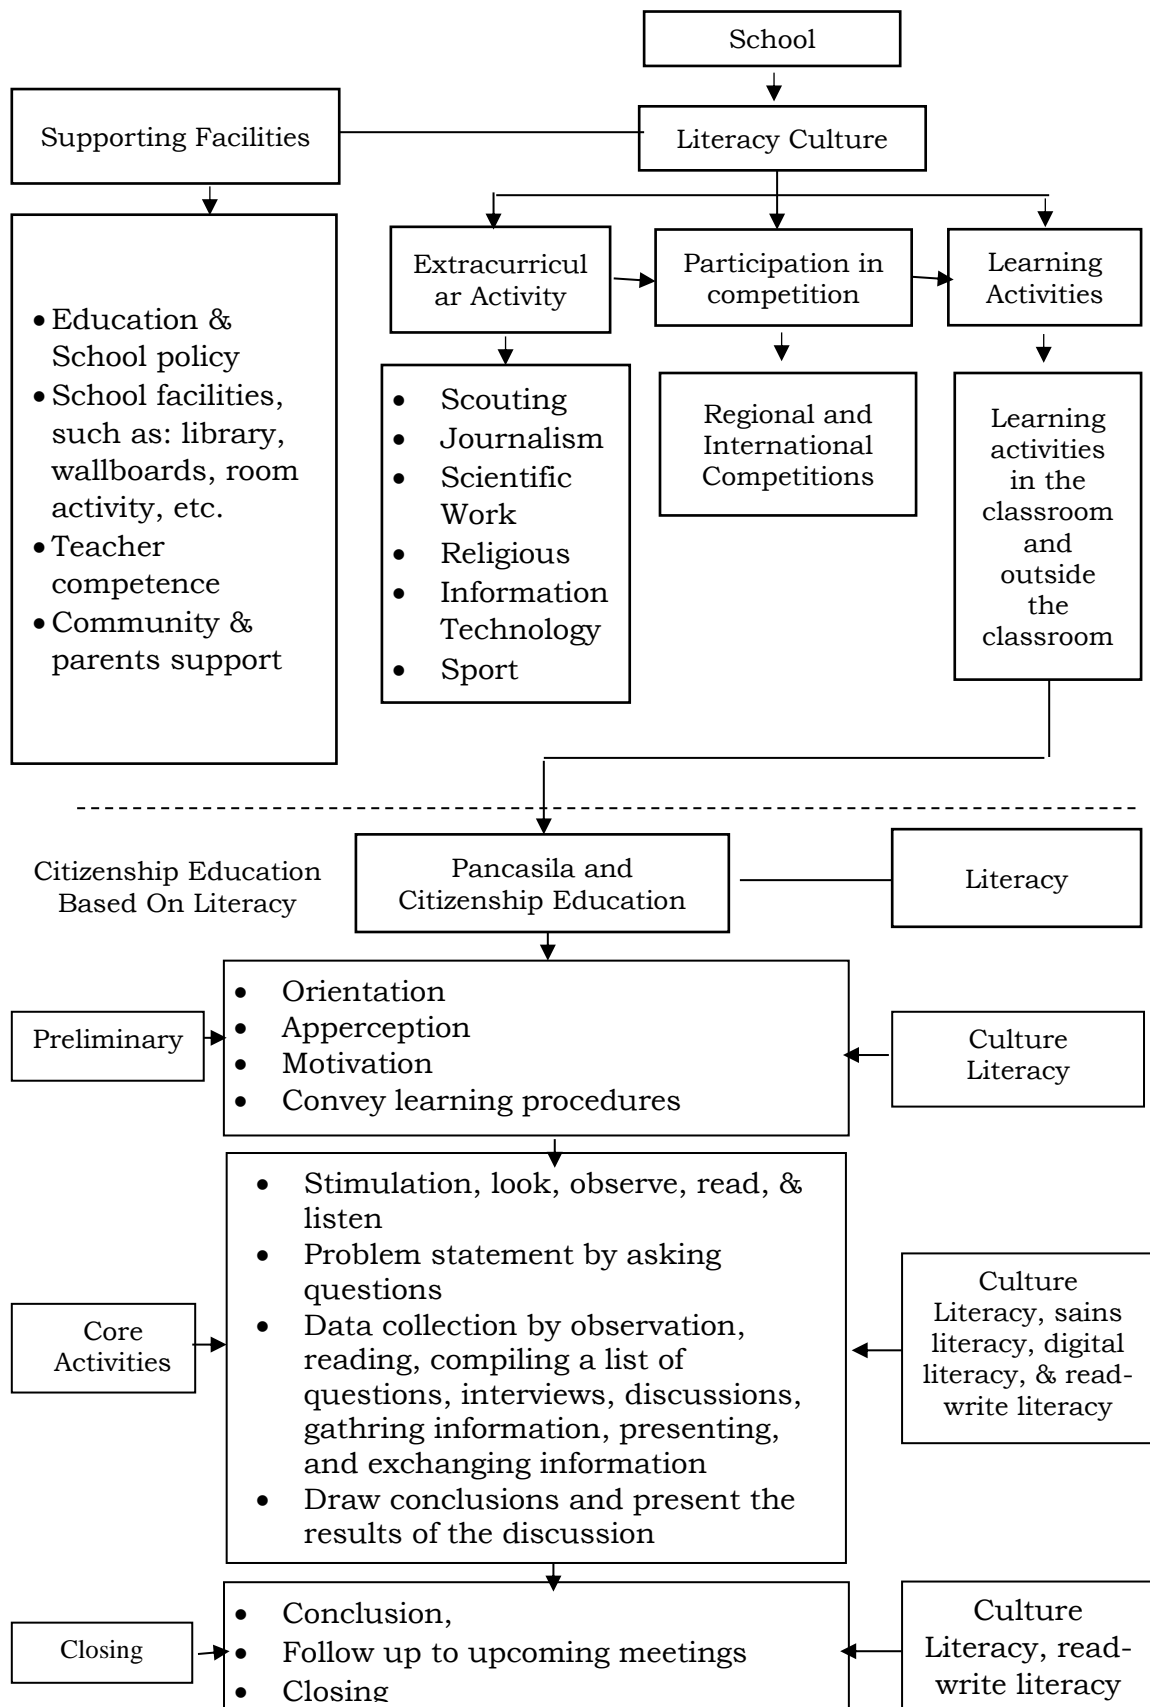 School
Supporting Facilities
Literacy Culture
Extracurricul
ar Activity
Participation in
competition
Learning
Activities
• Education &
School policy
• School facilities,
such as: library,
wallboards, room
activity, etc.
• Teacher
competence
• Community &
parents support
• Scouting
• Journalism
• Scientific
Work
• Religious
• Information
Technology
• Sport
Regional and
International
Competitions
Learning
activities
in the
classroom
and
outside
the
classroom
Citizenship Education
Based On Literacy
Pancasila and
Citizenship Education
Literacy
Preliminary
• Orientation
• Apperception
• Motivation
• Convey learning procedures
Culture
Literacy
Core
Activities
• Stimulation, look, observe, read, &
listen
• Problem statement by asking
questions
• Data collection by observation,
reading, compiling a list of
questions, interviews, discussions,
gathring information, presenting,
and exchanging information
• Draw conclusions and present the
results of the discussion
Culture
Literacy, sains
literacy, digital
literacy, & read-
write literacy
Closing
• Conclusion,
• Follow up to upcoming meetings
• Closing
Culture
Literacy, read-
write literacy